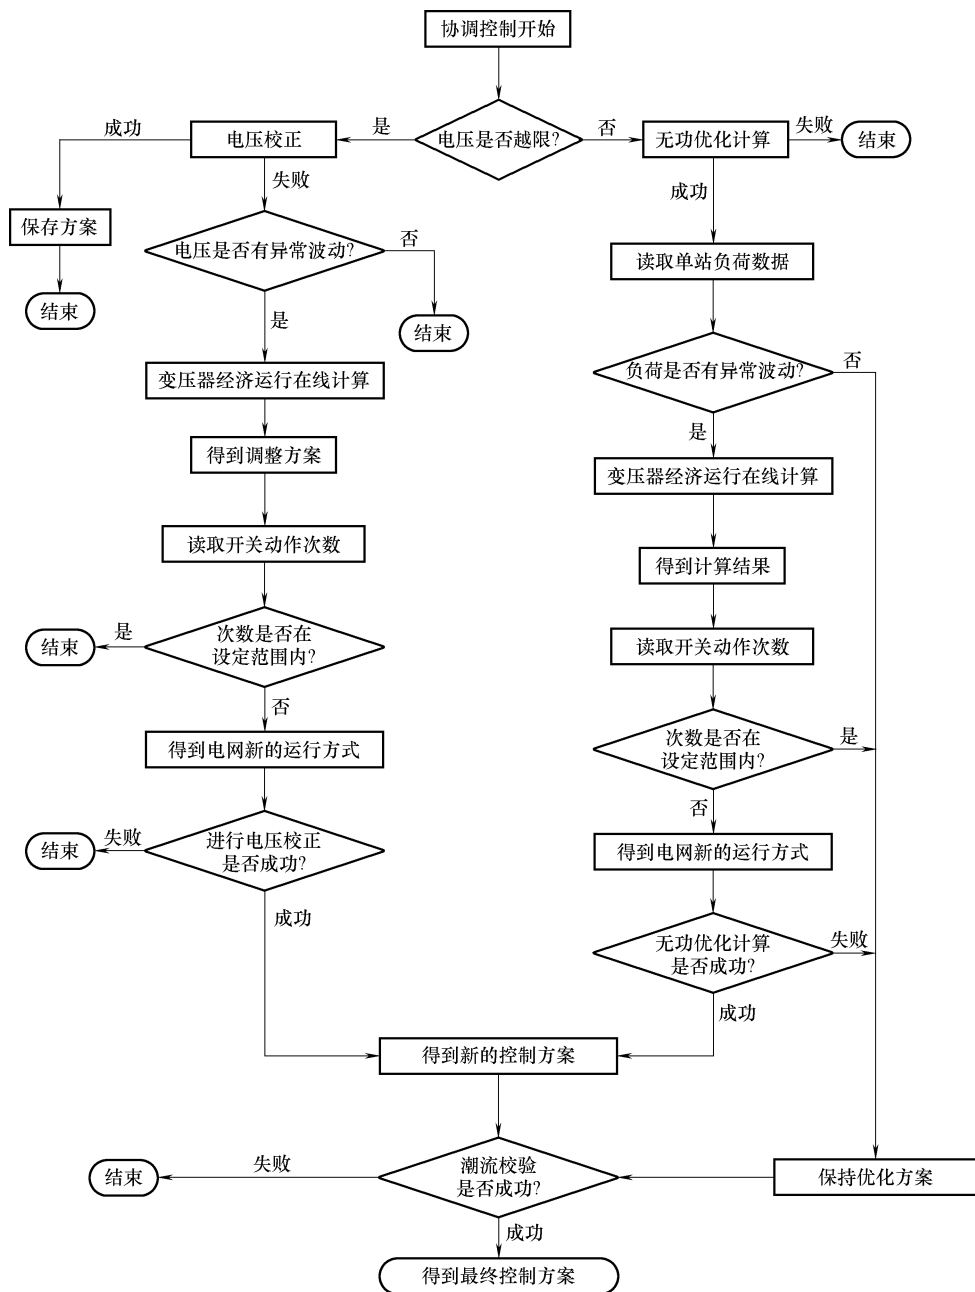 协调控制开始
成功
电压校正
是
电压是否越限?
否
无功优化计算
失败
结束
失败
成功
保存方案
电压是否有异常波动?
否
读取单站负荷数据
结束
是
结束
负荷是否有异常波动?
否
变压器经济运行在线计算
是
得到调整方案
变压器经济运行在线计算
读取开关动作次数
得到计算结果
结束
是
次数是否在
设定范围内?
读取开关动作次数
否
得到电网新的运行方式
次数是否在
设定范围内?
是
否
结束
失败
进行电压校正
是否成功?
得到电网新的运行方式
成功
无功优化计算
是否成功?
失败
成功
得到新的控制方案
结束
失败
潮流校验
是否成功?
保持优化方案
成功
得到最终控制方案